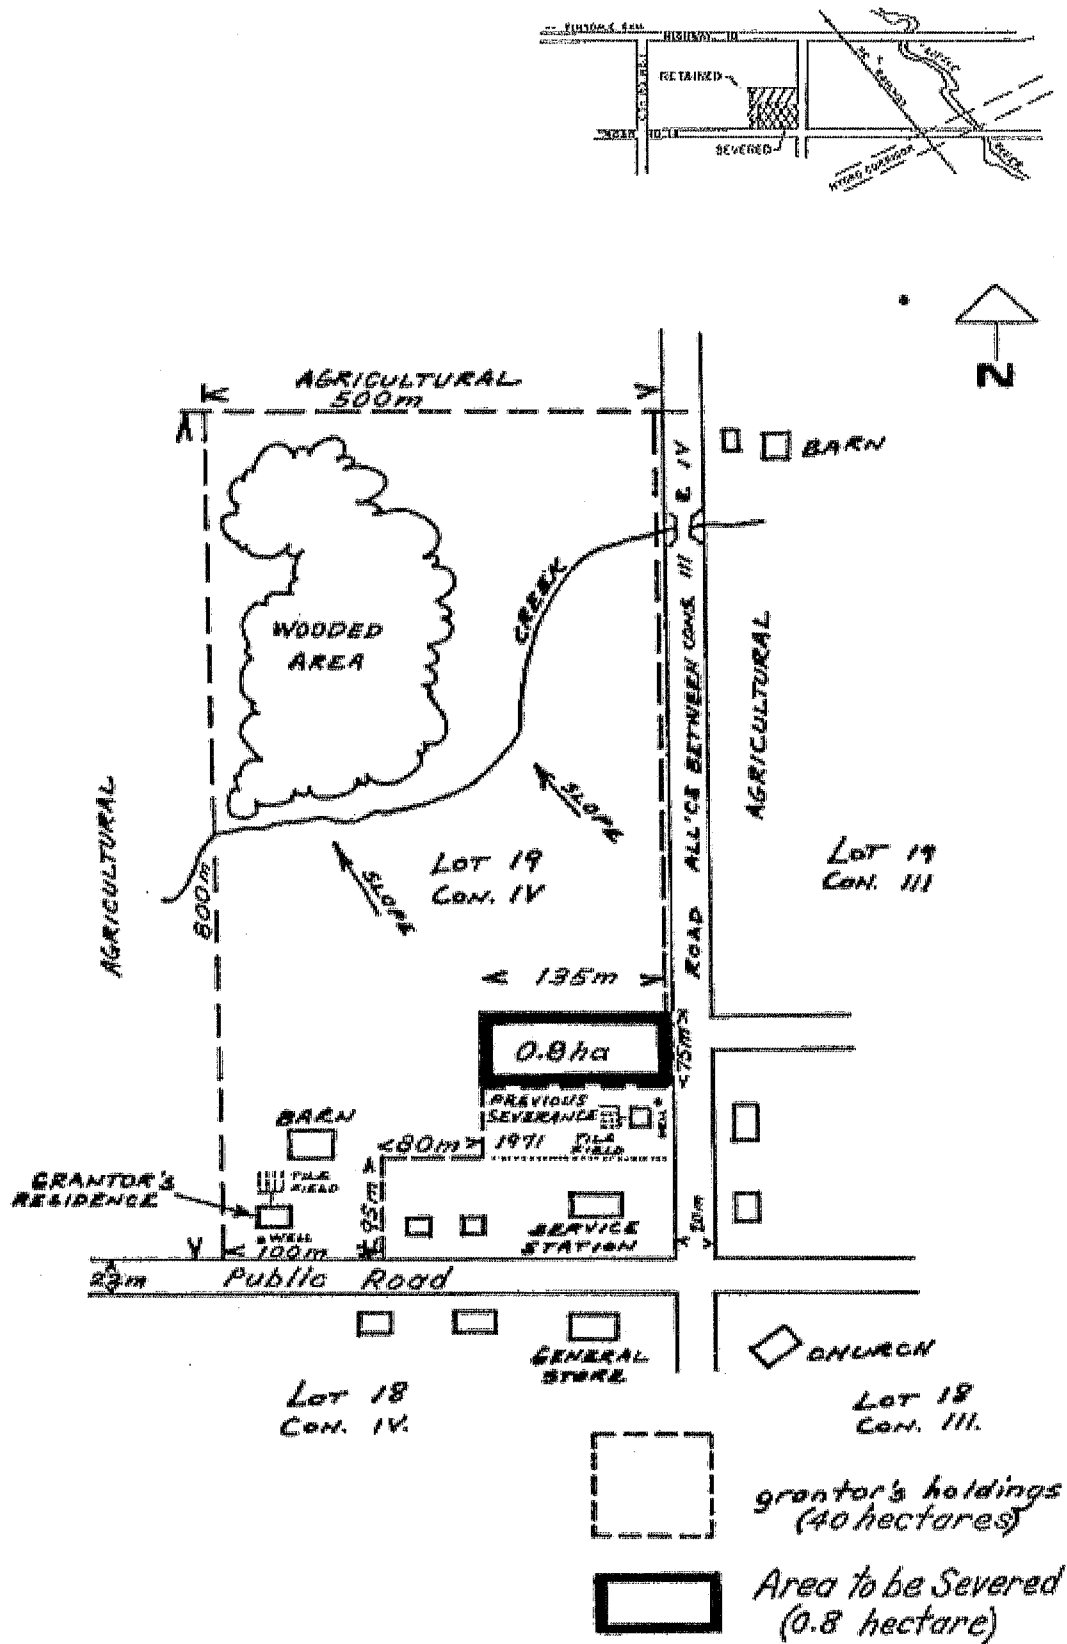 HIGHWAY 10
RETAINED
SEVERED
HYDRO CORRIDOR
RIVER
N
AGRICULTURAL
500m
BARN
WOODED
AREA
CREEK
SLOPE
SLOPE
ROAD ALL'CE BETWEEN CONS. III & IV
AGRICULTURAL
AGRICULTURAL
800m
LOT 19
CON. IV
LOT 19
CON. III
135m
0.8 ha
75m
PREVIOUS
SEVERANCE
1971
TILE
FIELD
WELL
BARN
80m
GRANTOR'S
RESIDENCE
TILE
FIELD
WELL
100m
95m
SERVICE
STATION
20m
Public Road
GENERAL
STORE
CHURCH
LOT 18
CON. IV.
LOT 18
CON. III.
grantor's holdings
(40 hectares)
Area to be Severed
(0.8 hectare)